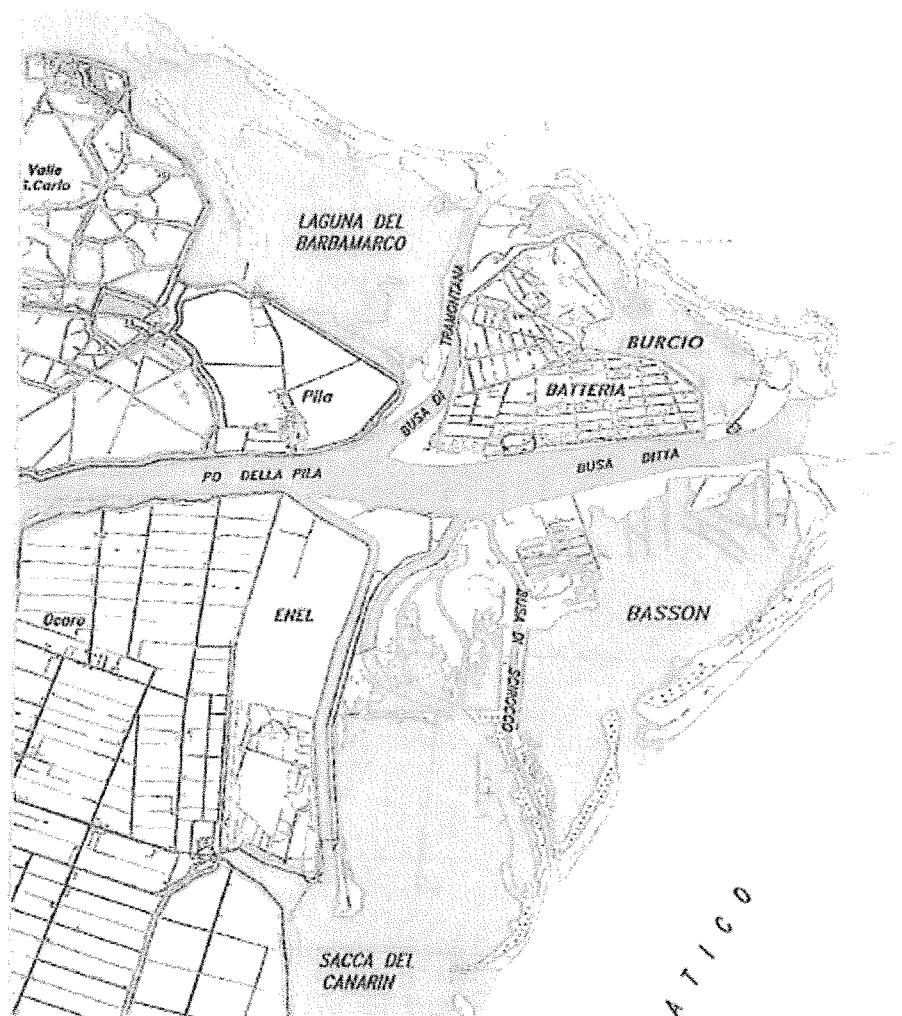 Valle
S.Carlo
LAGUNA DEL
BARBAMARCO
BUSA DI TRAMONTANA
BURCIO
BATTERIA
Pila
PO DELLA PILA
BUSA DITTA
ENEL
Ocaro
BUSA DI SCIROCCO
BASSON
SACCA DEL
CANARIN
ATICO